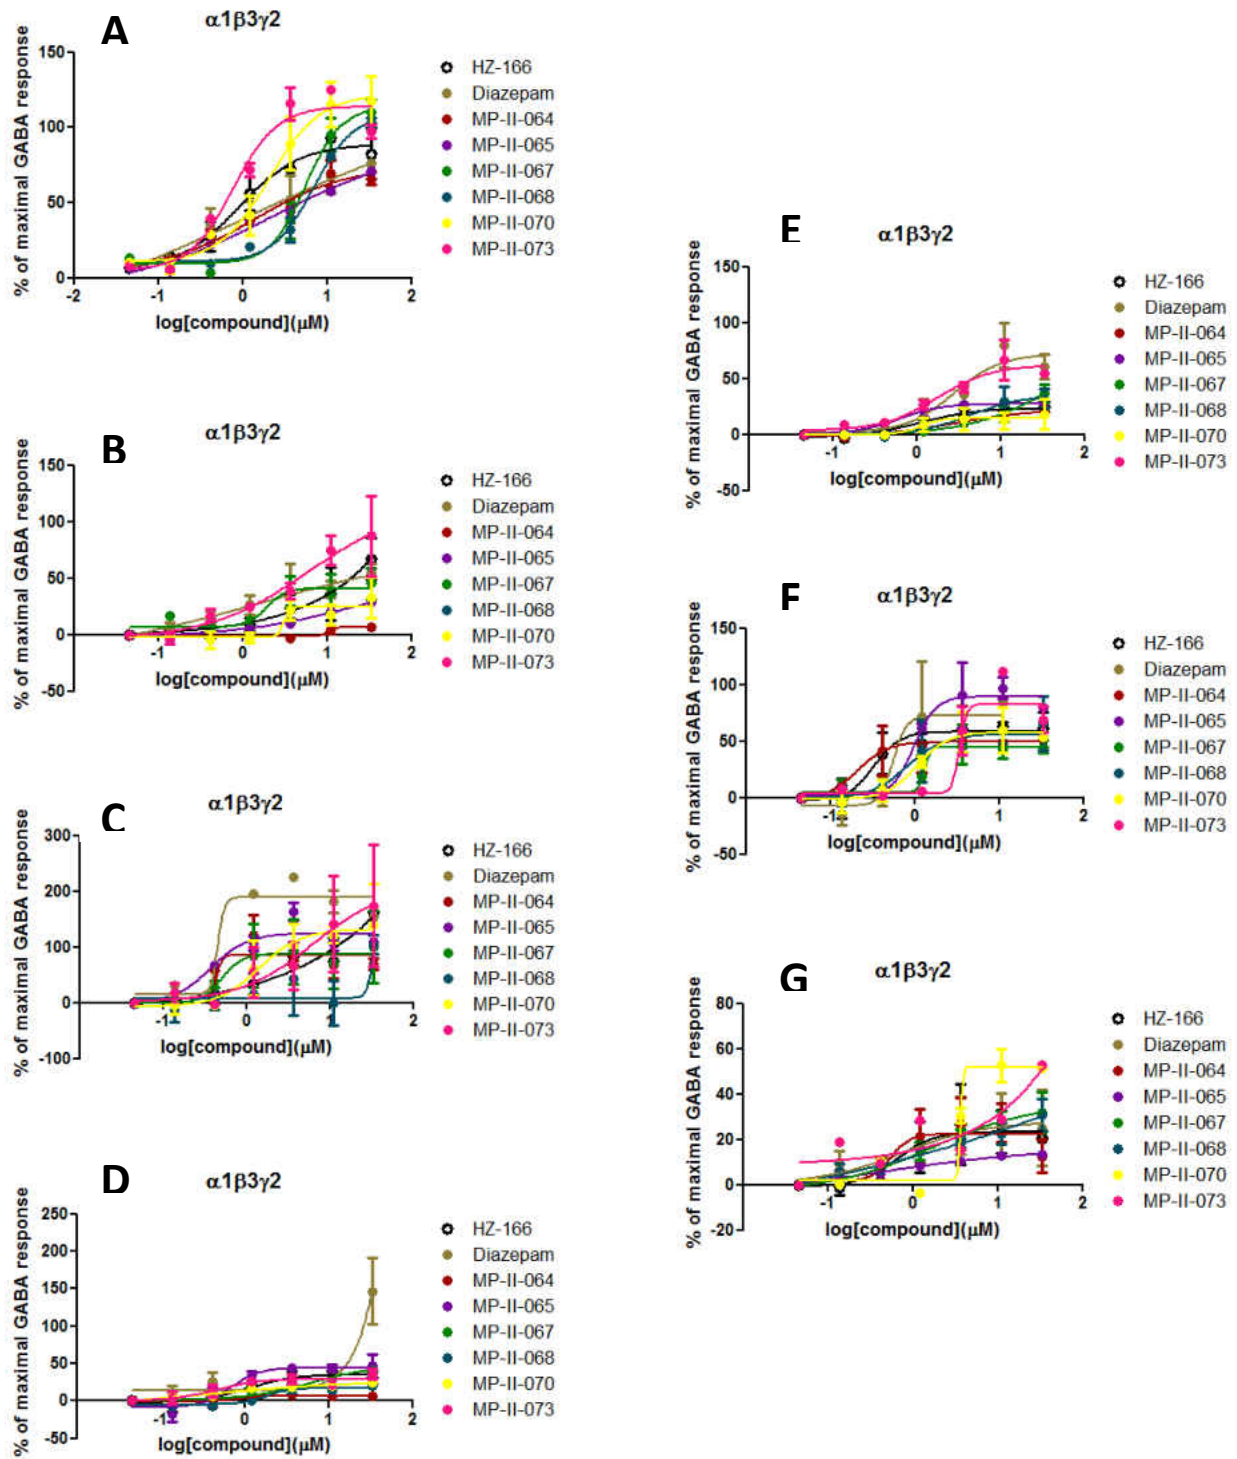 A
α1β3γ2
% of maximal GABA response
150
100
50
0
-2
-1
0
1
2
log[compound](μM)
HZ-166
Diazepam
MP-II-064
MP-II-065
MP-II-067
MP-II-068
MP-II-070
MP-II-073
B
α1β3γ2
% of maximal GABA response
150
100
50
0
-50
-1
0
1
2
log[compound](μM)
HZ-166
Diazepam
MP-II-064
MP-II-065
MP-II-067
MP-II-068
MP-II-070
MP-II-073
C
α1β3γ2
% of maximal GABA response
300
200
100
0
-100
-1
0
1
2
log[compound](μM)
HZ-166
Diazepam
MP-II-064
MP-II-065
MP-II-067
MP-II-068
MP-II-070
MP-II-073
D
α1β3γ2
% of maximal GABA response
250
200
150
100
50
0
-50
-1
0
1
2
log[compound](μM)
HZ-166
Diazepam
MP-II-064
MP-II-065
MP-II-067
MP-II-068
MP-II-070
MP-II-073
E
α1β3γ2
% of maximal GABA response
150
100
50
0
-50
-1
0
1
2
log[compound](μM)
HZ-166
Diazepam
MP-II-064
MP-II-065
MP-II-067
MP-II-068
MP-II-070
MP-II-073
F
α1β3γ2
% of maximal GABA response
150
100
50
0
-50
-1
0
1
2
log[compound](μM)
HZ-166
Diazepam
MP-II-064
MP-II-065
MP-II-067
MP-II-068
MP-II-070
MP-II-073
G
α1β3γ2
% of maximal GABA response
80
60
40
20
0
-20
-1
0
1
2
log[compound](μM)
HZ-166
Diazepam
MP-II-064
MP-II-065
MP-II-067
MP-II-068
MP-II-070
MP-II-073